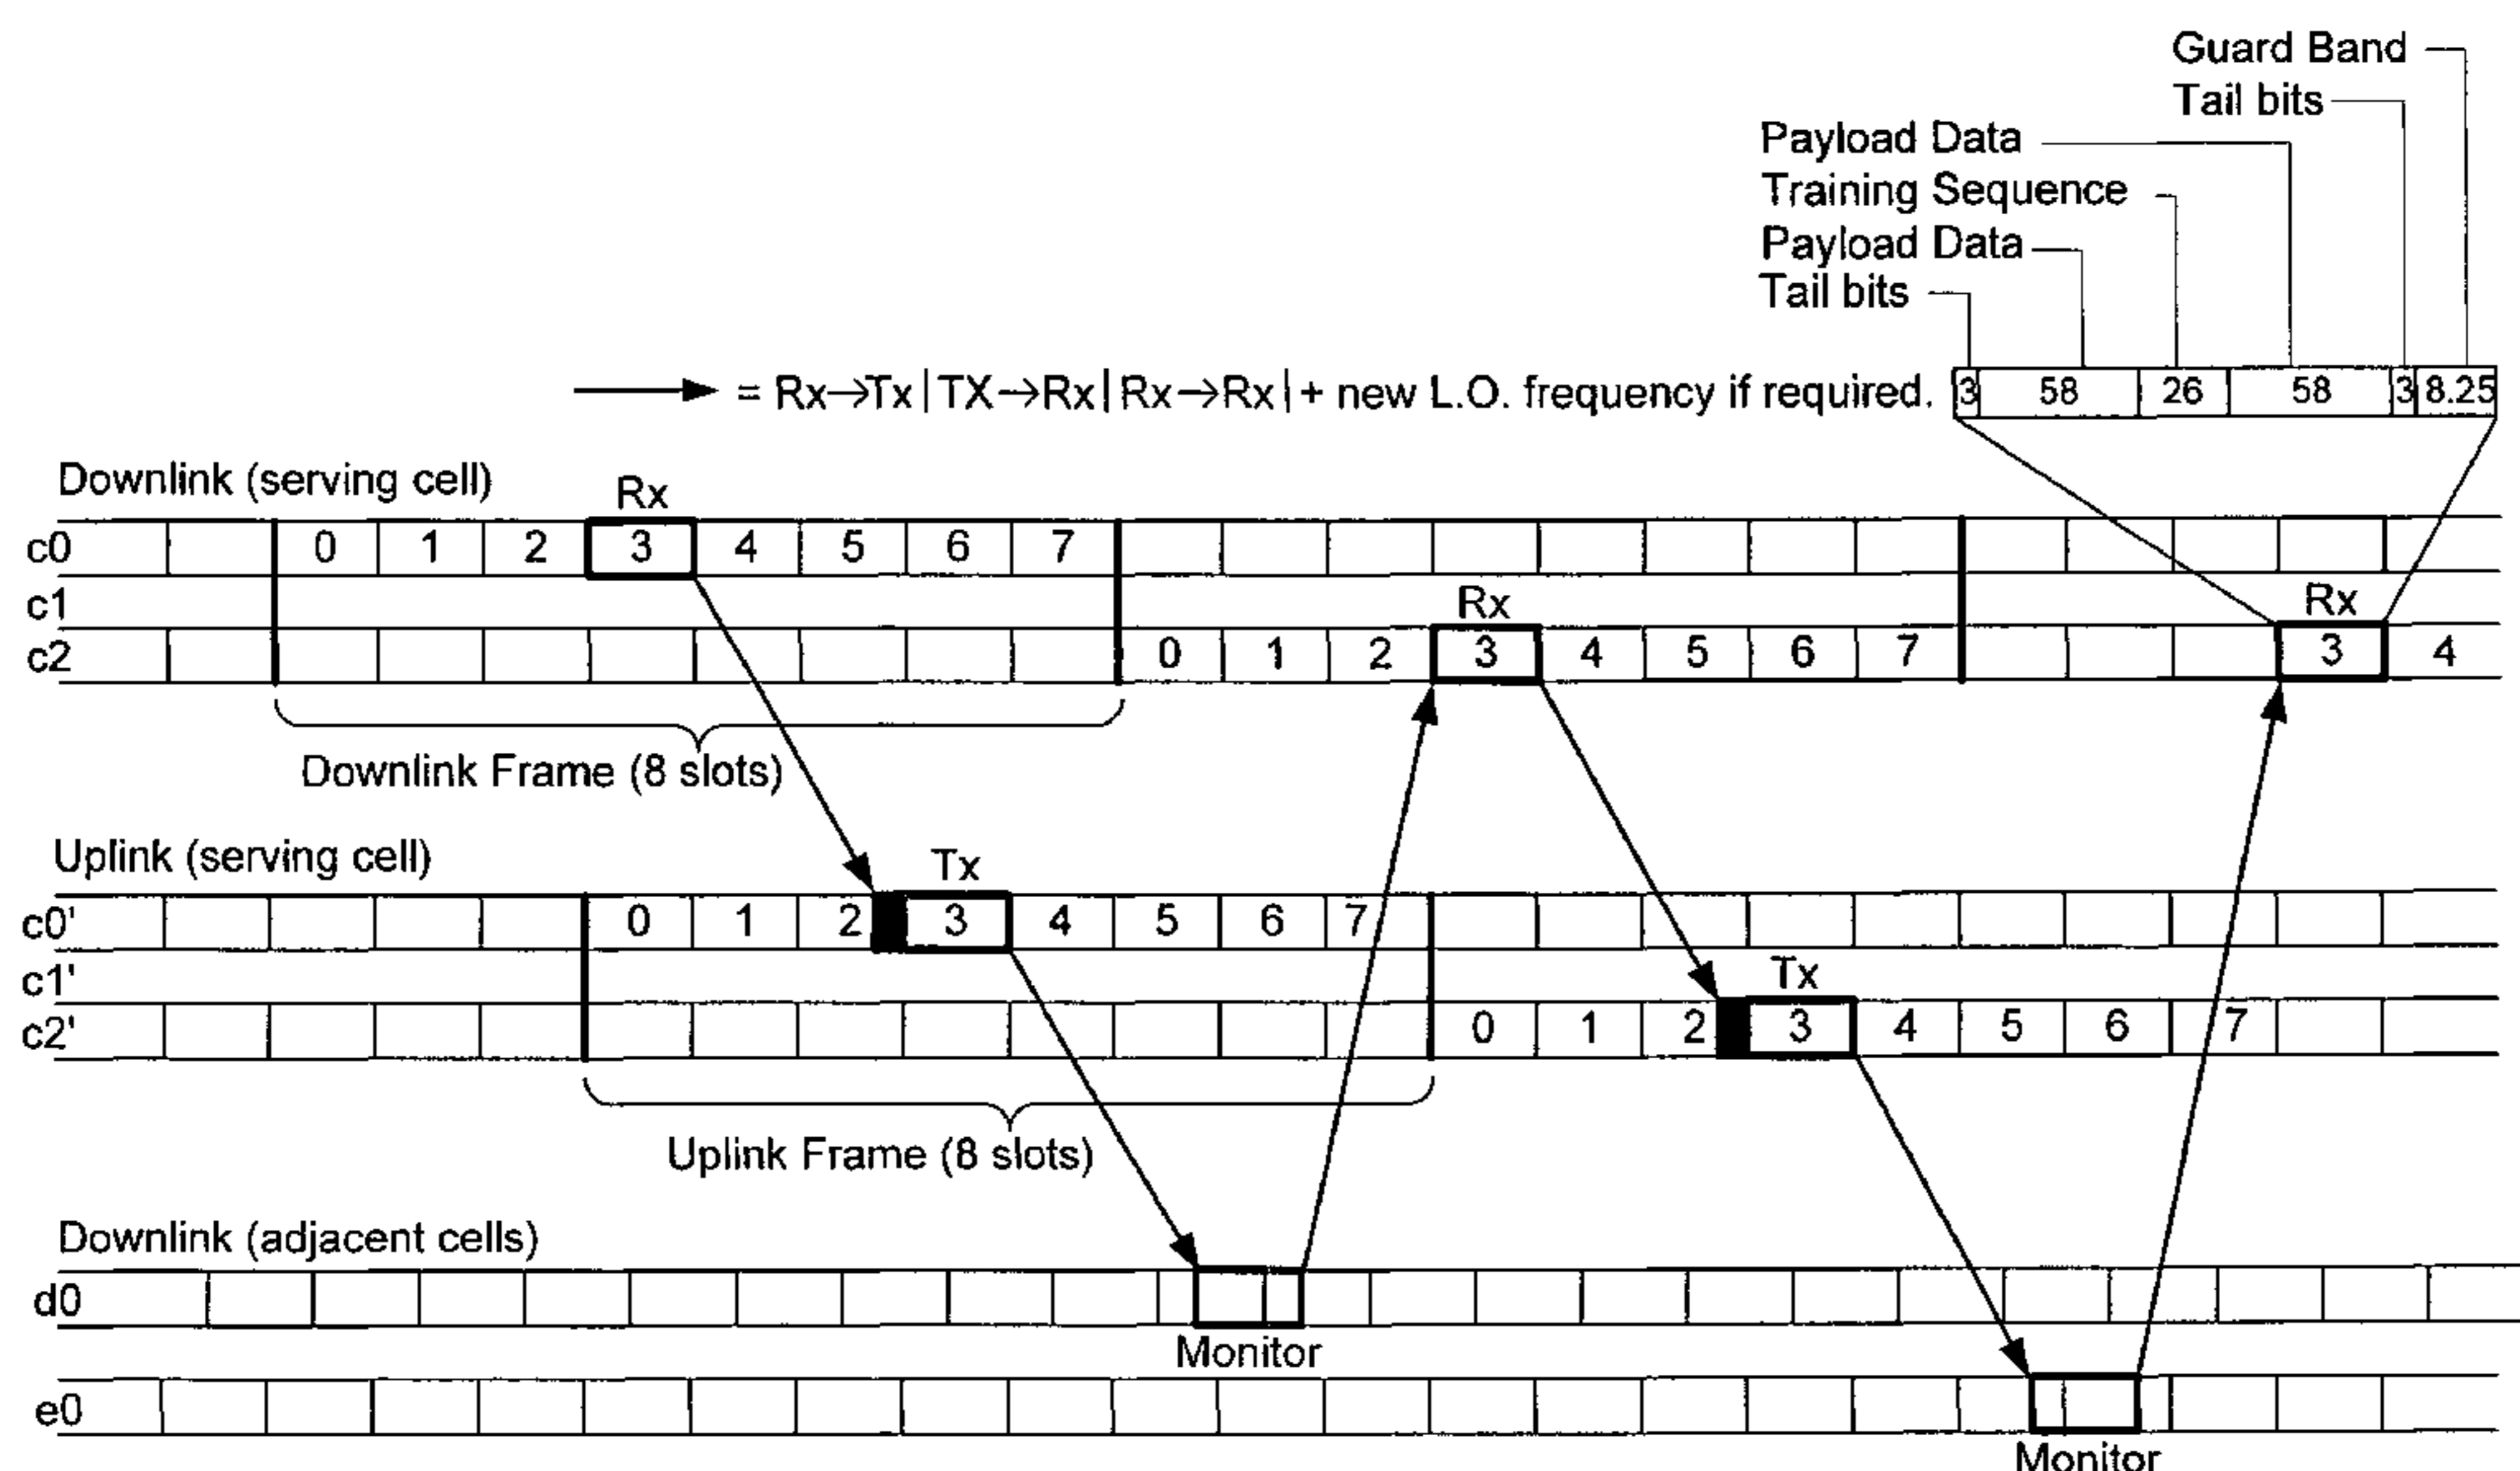 Guard Band
Tail bits
Payload Data
Training Sequence
Payload Data
Tail bits
= Rx→Tx | TX→Rx | Rx→Rx | + new L.O. frequency if required.
3 58 26 58 3 8.25
Downlink (serving cell)
Rx
c0 0 1 2 3 4 5 6 7
c1 Rx Rx
c2 0 1 2 3 4 5 6 7 3 4
Downlink Frame (8 slots)
Uplink (serving cell)
Tx
c0' 0 1 2 3 4 5 6 7
c1' Tx
c2' 0 1 2 3 4 5 6 7
Uplink Frame (8 slots)
Downlink (adjacent cells)
d0
Monitor
e0
Monitor